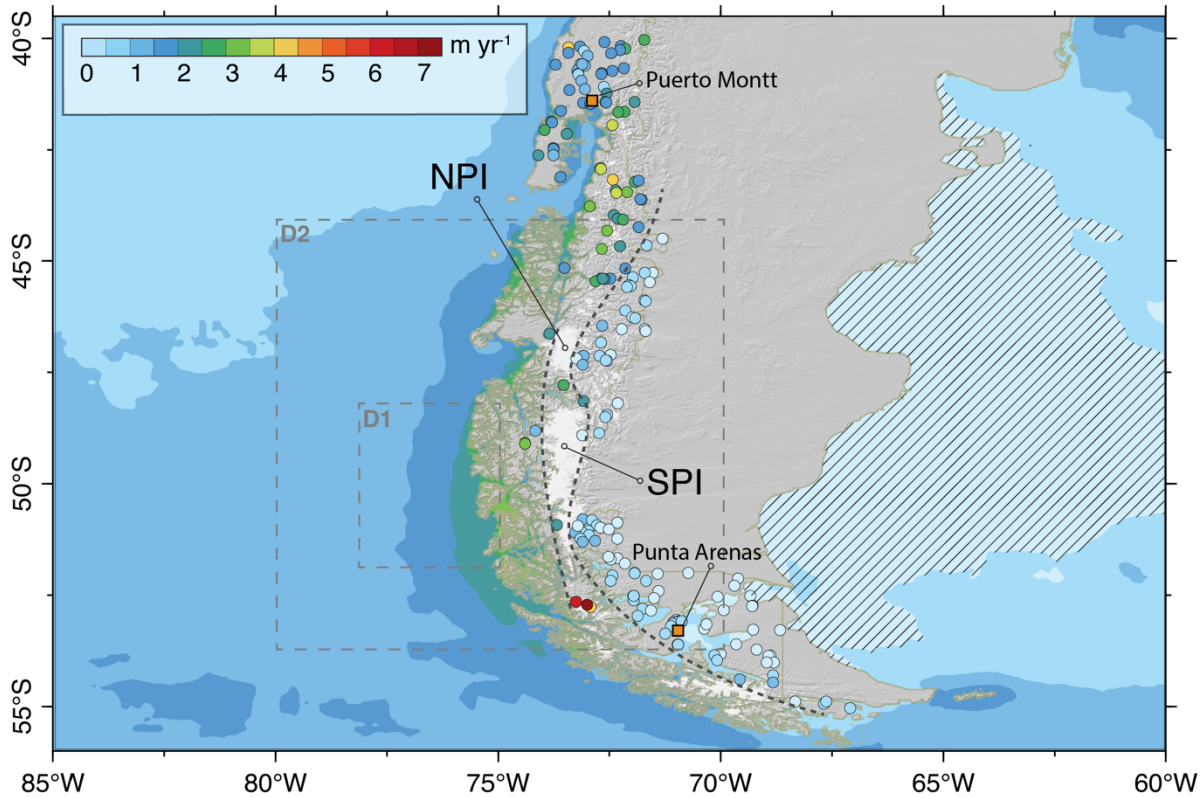 40°S
0 1 2 3 4 5 6 7 m yr⁻¹
Puerto Montt
NPI
D2
45°S
D1
SPI
50°S
Punta Arenas
55°S
85°W 80°W 75°W 70°W 65°W 60°W